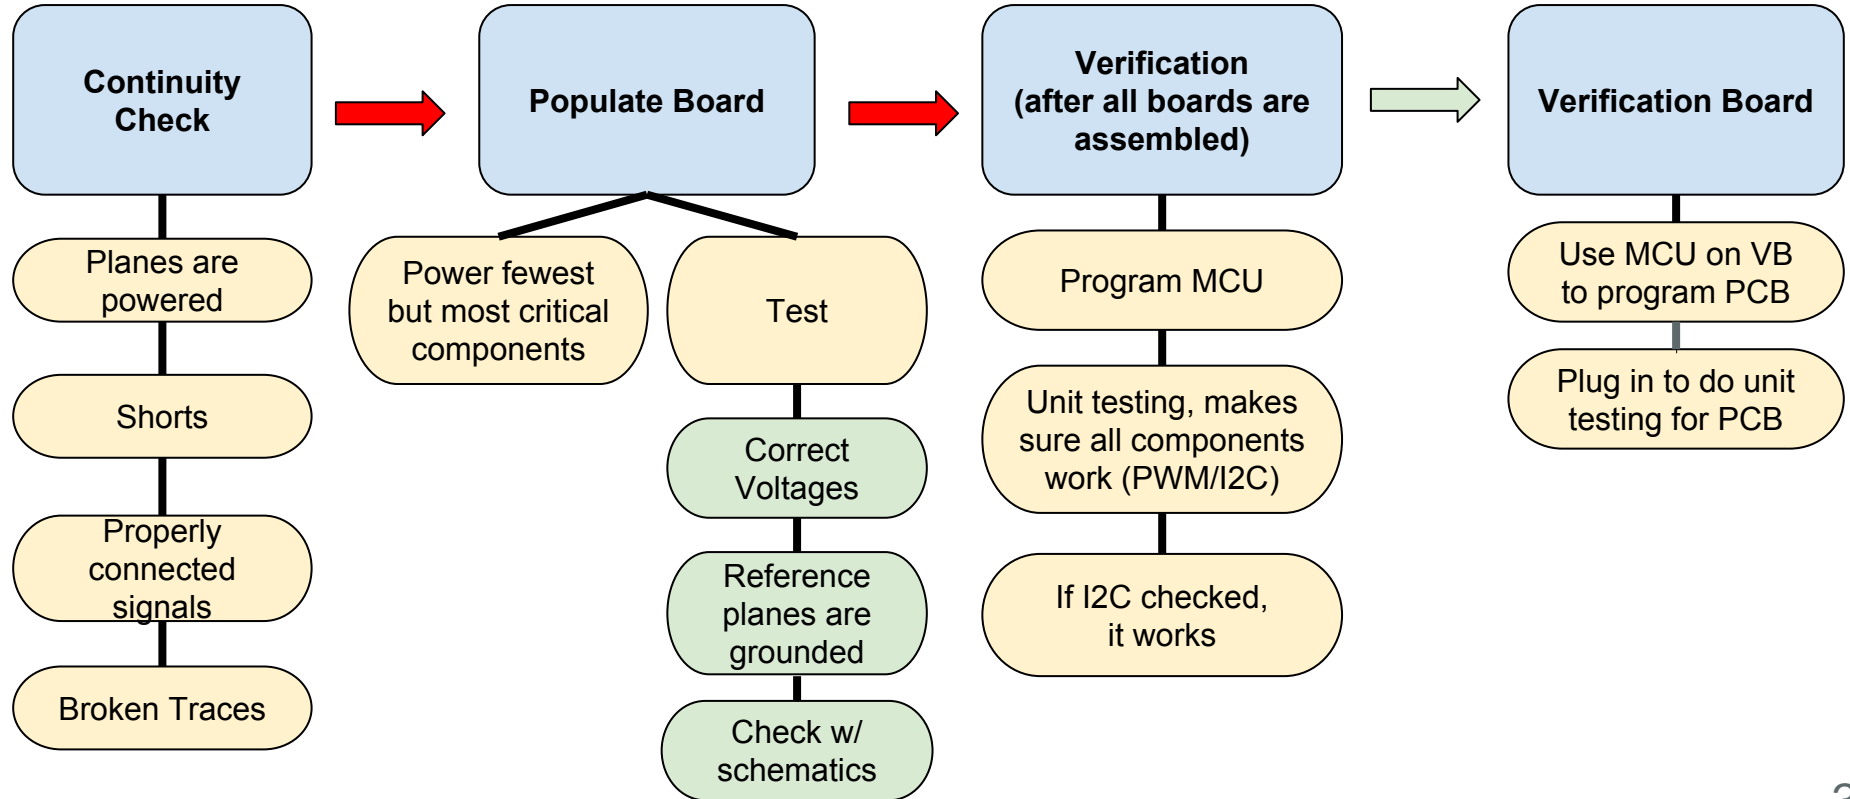 Continuity
Check
Populate Board
Verification
(after all boards are
assembled)
Verification Board
Planes are
powered
Shorts
Properly
connected
signals
Broken Traces
Power fewest
but most critical
components
Test
Correct
Voltages
Reference
planes are
grounded
Check w/
schematics
Program MCU
Unit testing, makes
sure all components
work (PWM/I2C)
If I2C checked,
it works
Use MCU on VB
to program PCB
Plug in to do unit
testing for PCB